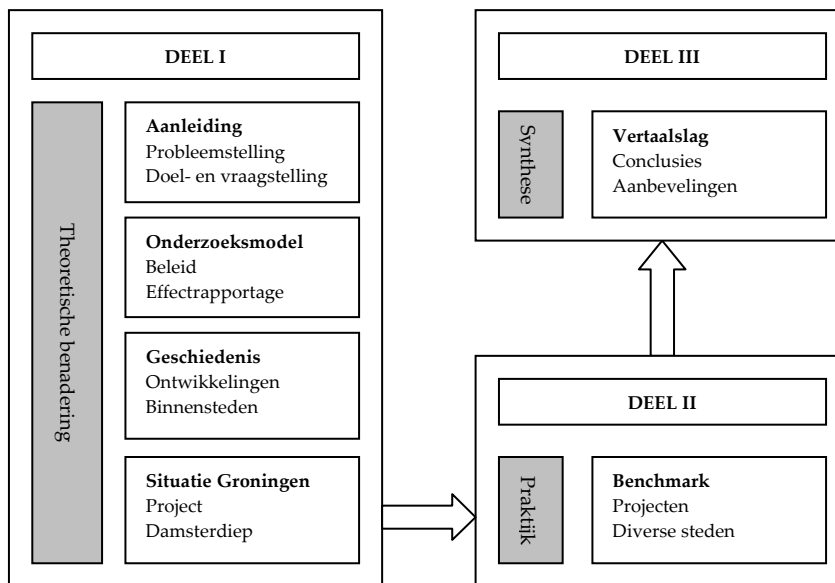 DEEL I
Theoretische benadering
Aanleiding
Probleemstelling
Doel- en vraagstelling
Onderzoeksmodel
Beleid
Effectrapportage
Geschiedenis
Ontwikkelingen
Binnensteden
Situatie Groningen
Project
Damsterdiep
DEEL II
Praktijk
Benchmark
Projecten
Diverse steden
DEEL III
Synthese
Vertaalslag
Conclusies
Aanbevelingen